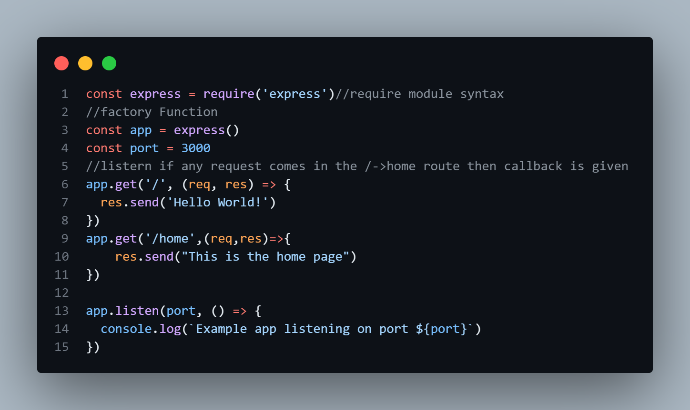 1 const express = require('express')//require module syntax
2 //factory Function
3 const app = express()
4 const port = 3000
5 //listern if any request comes in the /->home route then callback is given
6 app.get('/', (req, res) => {
7   res.send('Hello World!')
8 })
9 app.get('/home',(req,res)=>{
10     res.send("This is the home page")
11 })
12
13 app.listen(port, () => {
14   console.log(`Example app listening on port ${port}`)
15 })